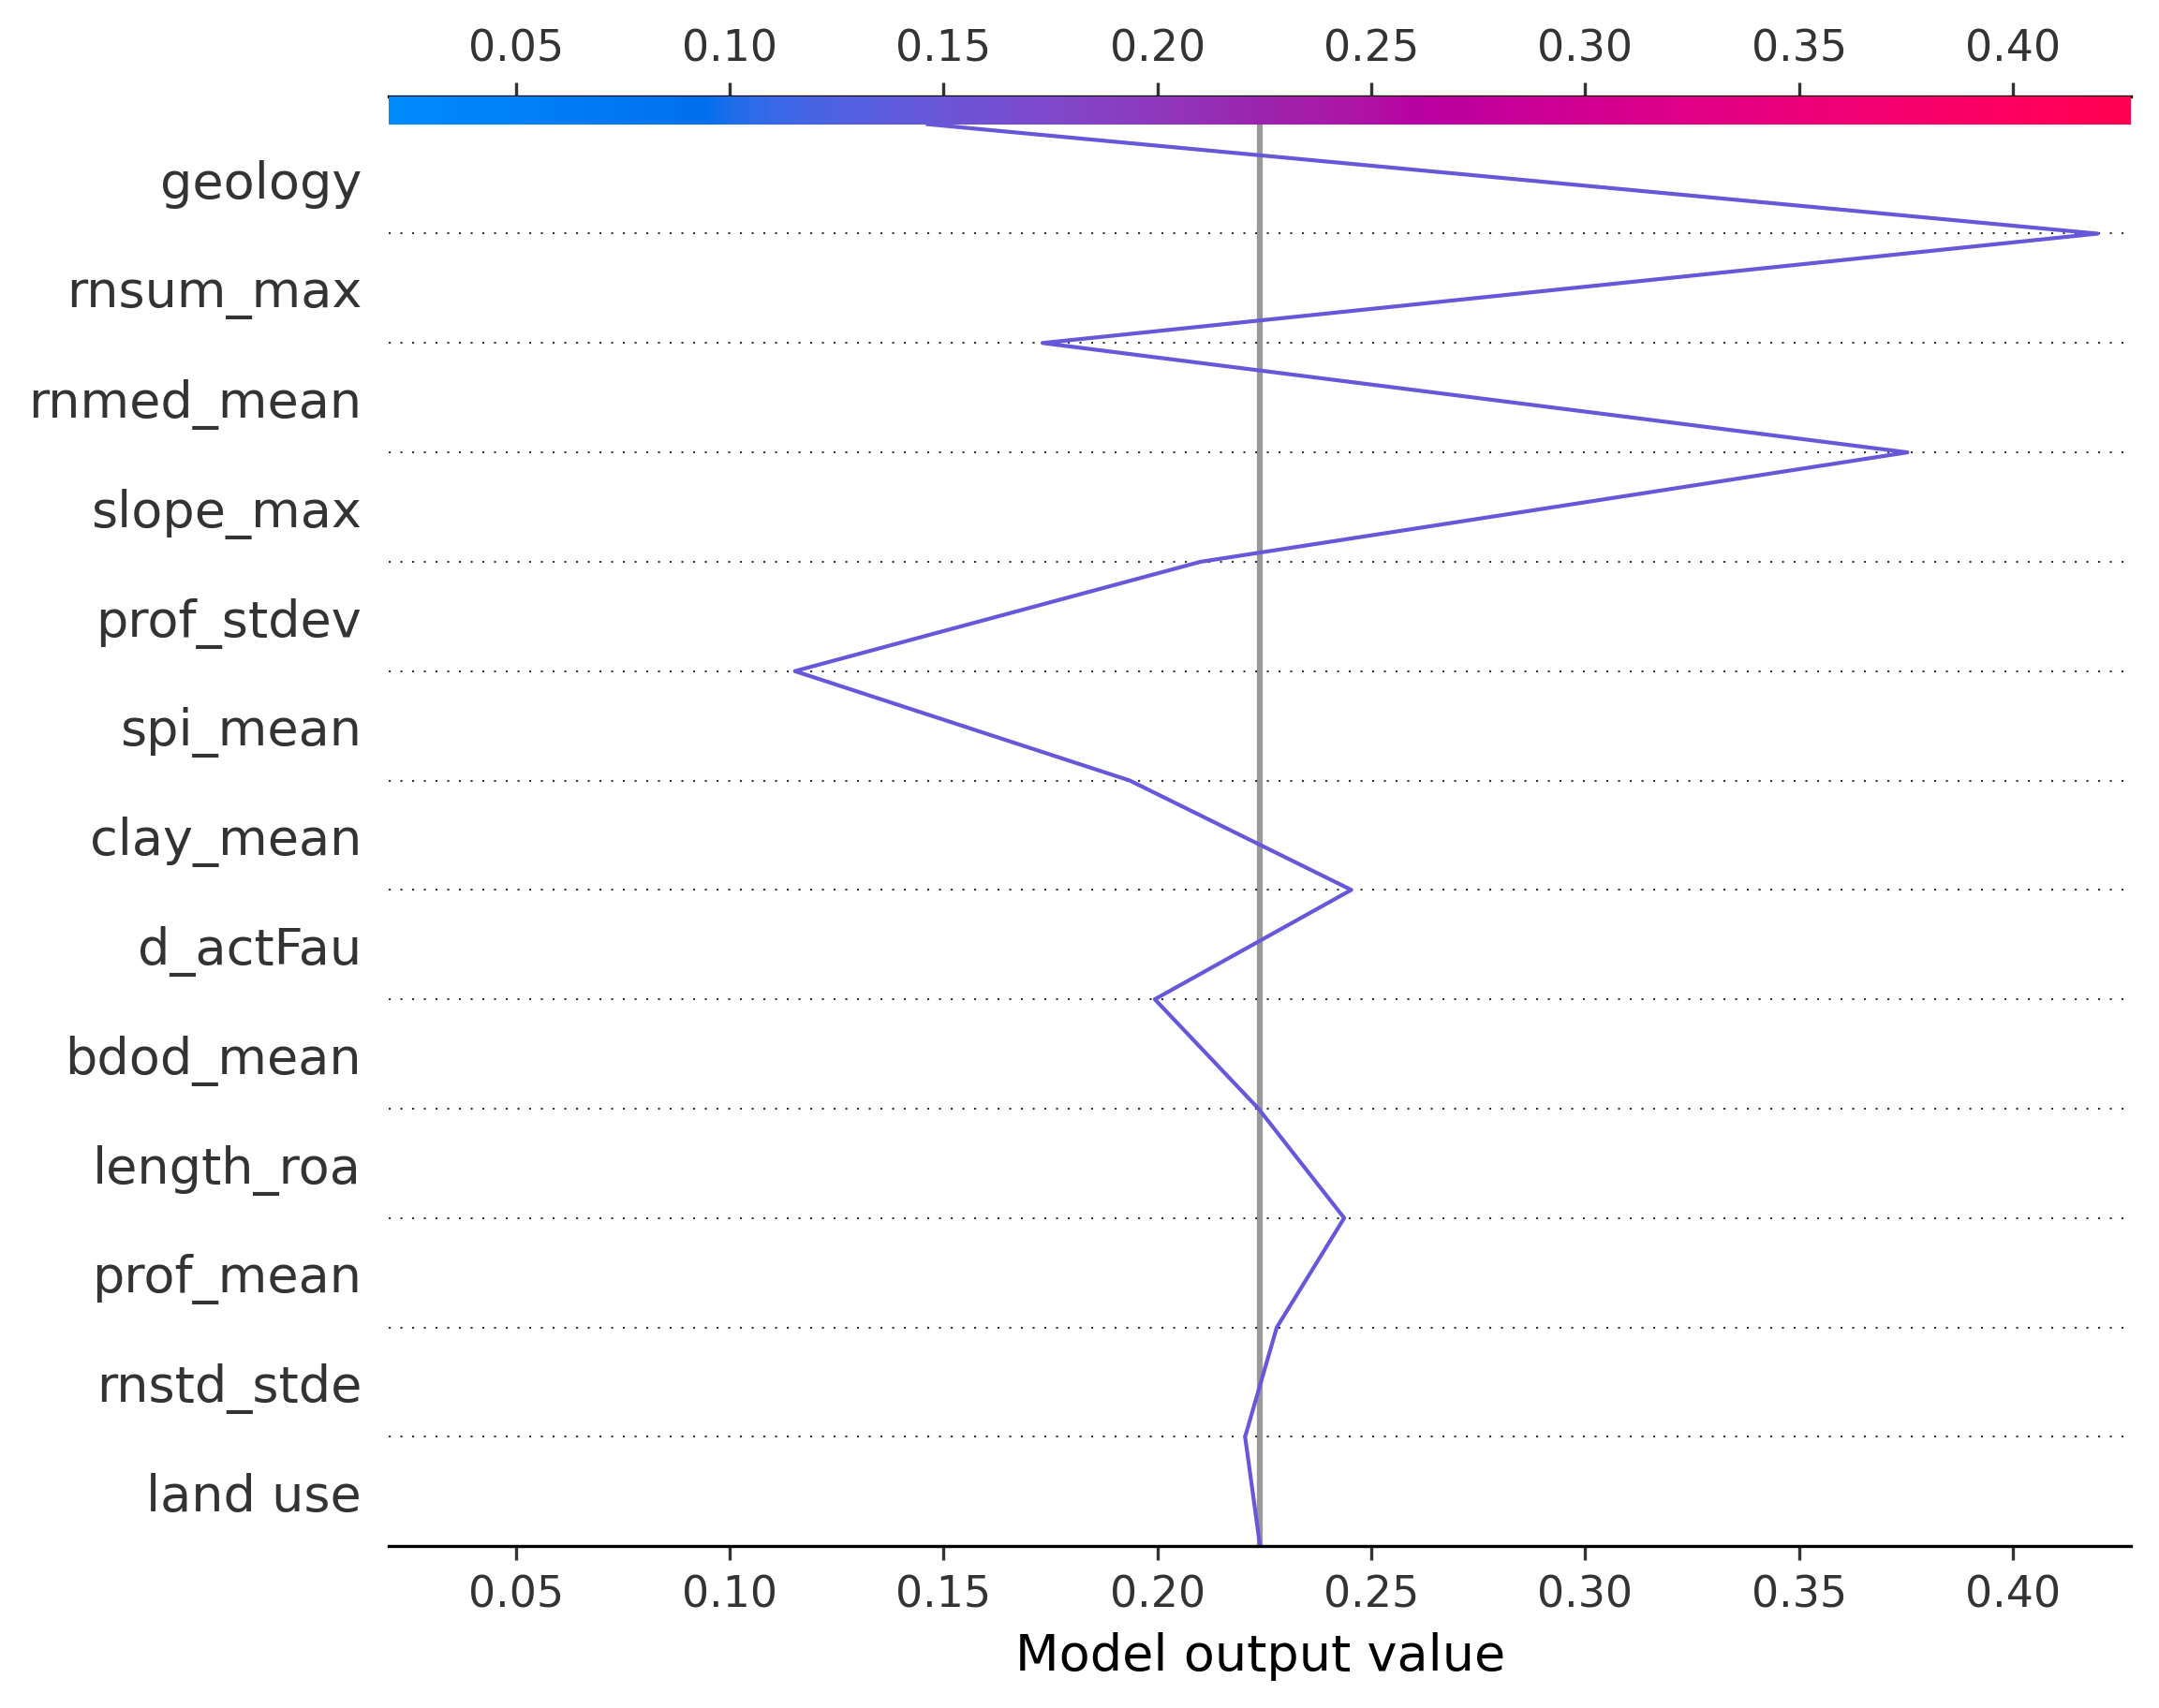 0.05 0.10 0.15 0.20 0.25 0.30 0.35 0.40
geology
rnsum_max
rnmed_mean
slope_max
prof_stdev
spi_mean
clay_mean
d_actFau
bdod_mean
length_roa
prof_mean
rnstd_stde
land use
0.05 0.10 0.15 0.20 0.25 0.30 0.35 0.40
Model output value